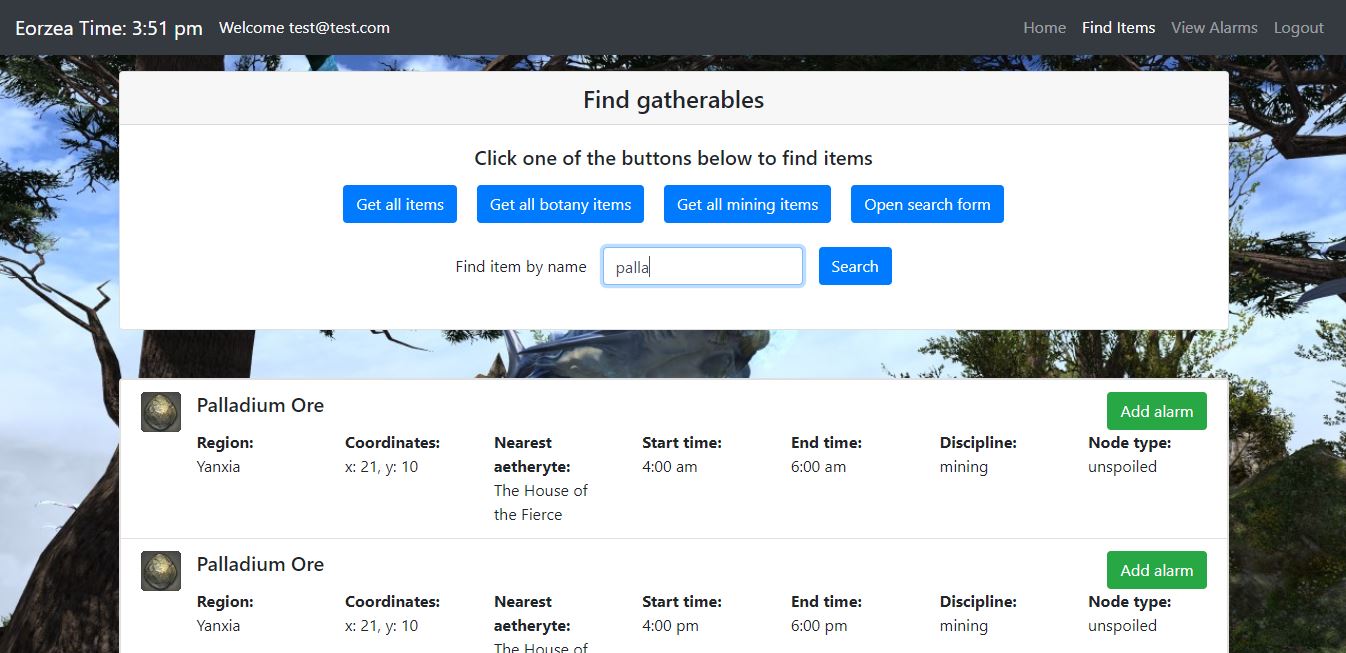 Eorzea Time: 3:51 pm Welcome test@test.com Home Find Items View Alarms Logout
Find gatherables
Click one of the buttons below to find items
Get all items Get all botany items Get all mining items Open search form
Find item by name palla Search
Palladium Ore Add alarm
Region: Coordinates: Nearest Start time: End time: Discipline: Node type:
Yanxia x: 21, y: 10 aetheryte: 4:00 am 6:00 am mining unspoiled
The House of
the Fierce
Palladium Ore Add alarm
Region: Coordinates: Nearest Start time: End time: Discipline: Node type:
Yanxia x: 21, y: 10 aetheryte: 4:00 pm 6:00 pm mining unspoiled
The House of